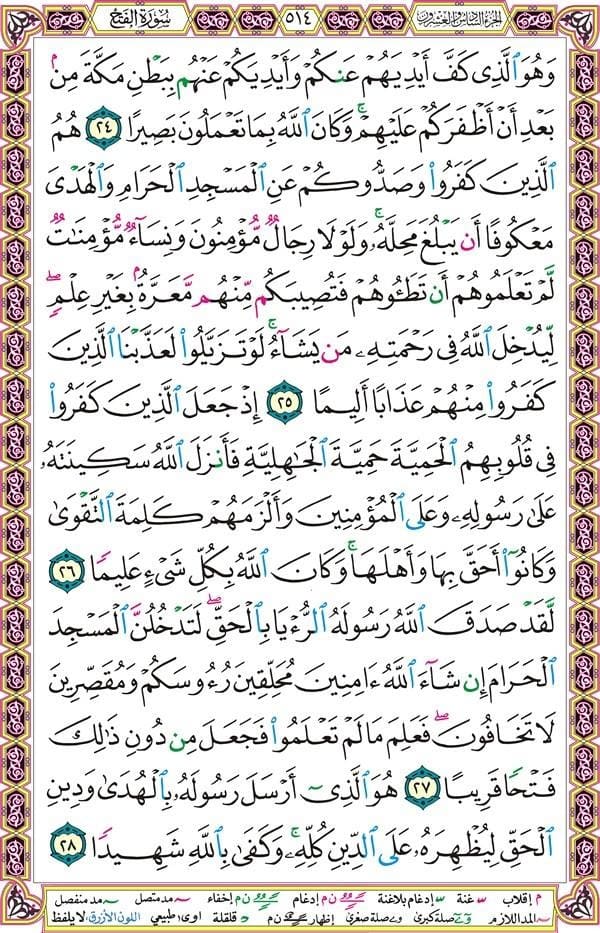 الجزء السادس والعشرون
٥١٤
سورة الفتح
وَهُوَ ٱلَّذِى كَفَّ أَيْدِيَهُمْ عَنكُمْ وَأَيْدِيَكُمْ عَنْهُم بِبَطْنِ مَكَّةَ مِنۢ
بَعْدِ أَنْ أَظْفَرَكُمْ عَلَيْهِمْ ۚ وَكَانَ ٱللَّهُ بِمَا تَعْمَلُونَ بَصِيرًا ٢٤ هُمُ
ٱلَّذِينَ كَفَرُوا۟ وَصَدُّوكُمْ عَنِ ٱلْمَسْجِدِ ٱلْحَرَامِ وَٱلْهَدْىَ
مَعْكُوفًا أَن يَبْلُغَ مَحِلَّهُۥ ۚ وَلَوْلَا رِجَالٌ مُّؤْمِنُونَ وَنِسَآءٌ مُّؤْمِنَٰتٌ
لَّمْ تَعْلَمُوهُمْ أَن تَطَـُٔوهُمْ فَتُصِيبَكُم مِّنْهُم مَّعَرَّةٌۢ بِغَيْرِ عِلْمٍ ۖ
لِّيُدْخِلَ ٱللَّهُ فِى رَحْمَتِهِۦ مَن يَشَآءُ ۚ لَوْ تَزَيَّلُوا۟ لَعَذَّبْنَا ٱلَّذِينَ
كَفَرُوا۟ مِنْهُمْ عَذَابًا أَلِيمًا ٢٥ إِذْ جَعَلَ ٱلَّذِينَ كَفَرُوا۟
فِى قُلُوبِهِمُ ٱلْحَمِيَّةَ حَمِيَّةَ ٱلْجَٰهِلِيَّةِ فَأَنزَلَ ٱللَّهُ سَكِينَتَهُۥ
عَلَىٰ رَسُولِهِۦ وَعَلَى ٱلْمُؤْمِنِينَ وَأَلْزَمَهُمْ كَلِمَةَ ٱلتَّقْوَىٰ
وَكَانُوٓا۟ أَحَقَّ بِهَا وَأَهْلَهَا ۚ وَكَانَ ٱللَّهُ بِكُلِّ شَىْءٍ عَلِيمًا ٢٦
لَّقَدْ صَدَقَ ٱللَّهُ رَسُولَهُ ٱلرُّءْيَا بِٱلْحَقِّ ۖ لَتَدْخُلُنَّ ٱلْمَسْجِدَ
ٱلْحَرَامَ إِن شَآءَ ٱللَّهُ ءَامِنِينَ مُحَلِّقِينَ رُءُوسَكُمْ وَمُقَصِّرِينَ
لَا تَخَافُونَ ۖ فَعَلِمَ مَا لَمْ تَعْلَمُوا۟ فَجَعَلَ مِن دُونِ ذَٰلِكَ
فَتْحًا قَرِيبًا ٢٧ هُوَ ٱلَّذِىٓ أَرْسَلَ رَسُولَهُۥ بِٱلْهُدَىٰ وَدِينِ
ٱلْحَقِّ لِيُظْهِرَهُۥ عَلَى ٱلدِّينِ كُلِّهِۦ ۚ وَكَفَىٰ بِٱللَّهِ شَهِيدًا ٢٨
م إقلاب س غنة س إدغام بلاغنة ن م إدغام ن م إخفاء مد متصل مد منفصل
المد اللازم صلة كبرى صلة صغرى إظهار ن م قلقلة اوى طبيعي اللون الأزرق لا يلفظ